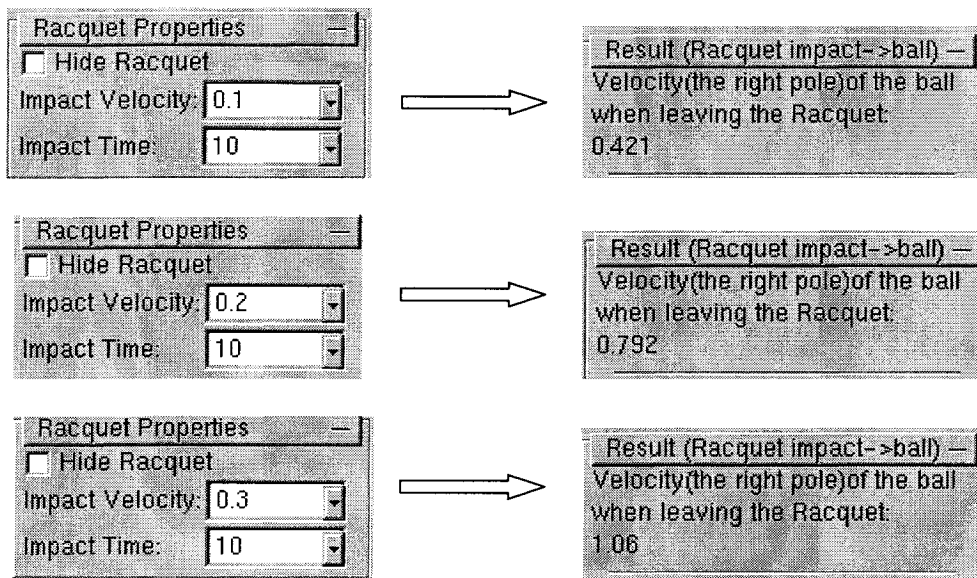 Racquet Properties
Hide Racquet
Impact Velocity: 0.1
Impact Time: 10
Result (Racquet impact->ball)
Velocity(the right pole)of the ball
when leaving the Racquet:
0.421
Racquet Properties
Hide Racquet
Impact Velocity: 0.2
Impact Time: 10
Result (Racquet impact->ball)
Velocity(the right pole)of the ball
when leaving the Racquet:
0.792
Racquet Properties
Hide Racquet
Impact Velocity: 0.3
Impact Time: 10
Result (Racquet impact->ball)
Velocity(the right pole)of the ball
when leaving the Racquet:
1.06